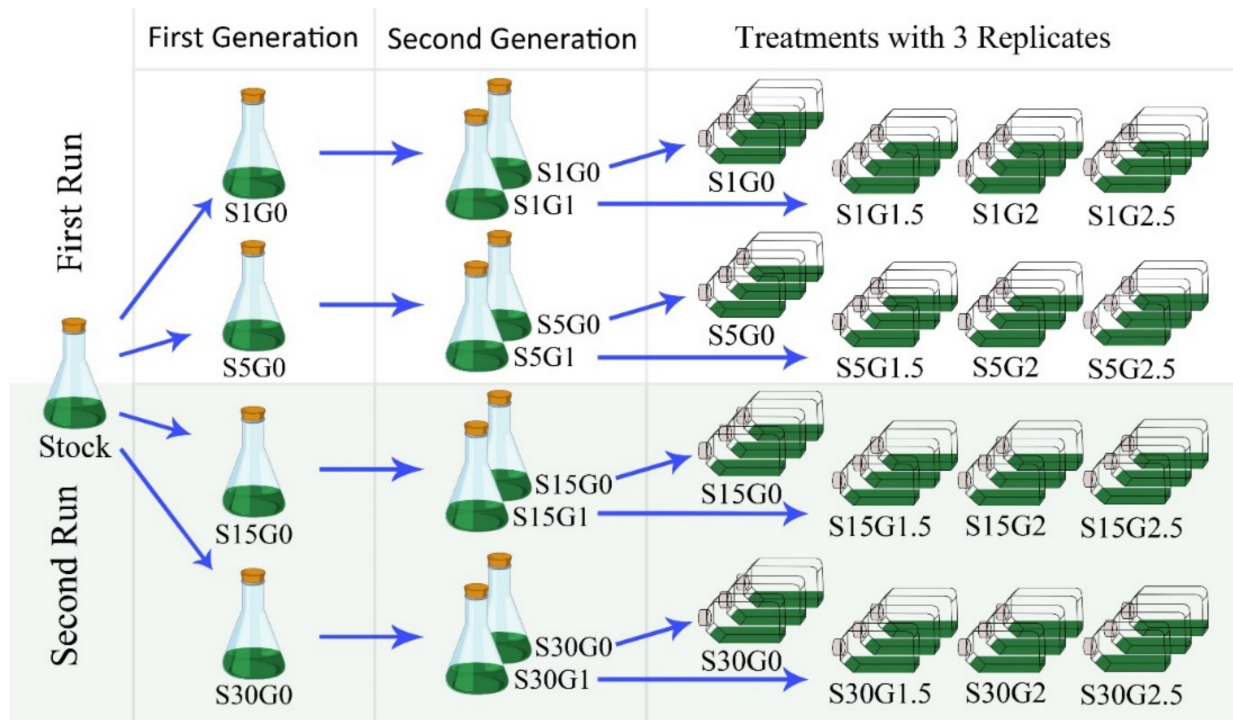 First Generation
Second Generation
Treatments with 3 Replicates
First Run
S1G0
S1G0
S1G1
S1G0
S1G1.5
S1G2
S1G2.5
S5G0
S5G0
S5G1
S5G0
S5G1.5
S5G2
S5G2.5
Stock
Second Run
S15G0
S15G0
S15G1
S15G0
S15G1.5
S15G2
S15G2.5
S30G0
S30G0
S30G1
S30G0
S30G1.5
S30G2
S30G2.5